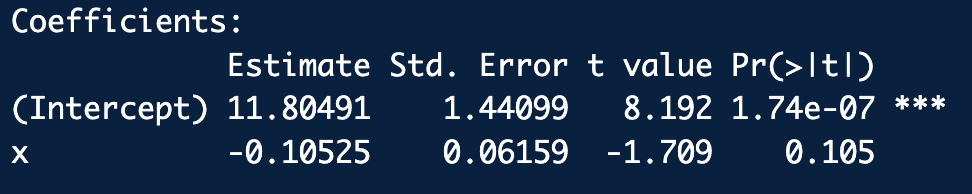 Coefficients:
Estimate Std. Error t value Pr(>|t|)
(Intercept) 11.80491 1.44099 8.192 1.74e-07 ***
x -0.10525 0.06159 -1.709 0.105